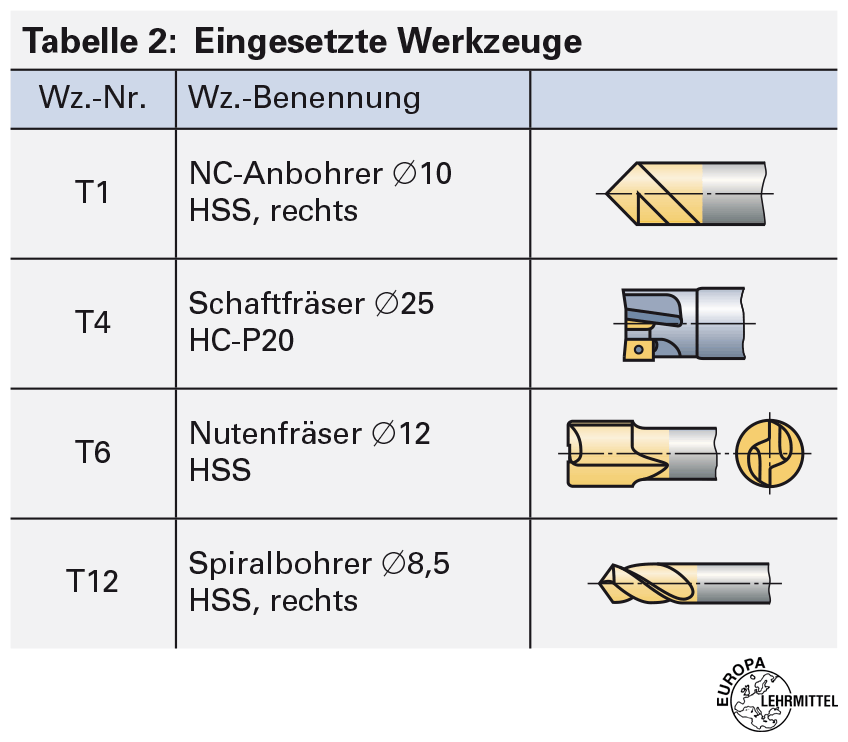 Tabelle 2: Eingesetzte Werkzeuge
Wz.-Nr. Wz.-Benennung
T1 NC-Anbohrer ∅10
HSS, rechts
T4 Schaftfräser ∅25
HC-P20
T6 Nutenfräser ∅12
HSS
T12 Spiralbohrer ∅8,5
HSS, rechts
EUROPA
LEHRMITTEL